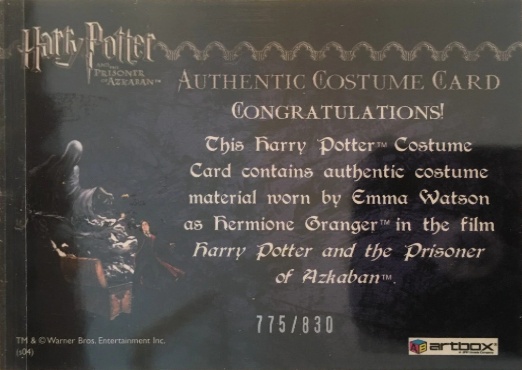 Harry Potter
AND THE
PRISONER
OF AZKABAN™
AUTHENTIC COSTUME CARD
CONGRATULATIONS!
This Harry Potter™ Costume
Card contains authentic costume
material worn by Emma Watson
as Hermione Granger™ in the film
Harry Potter and the Prisoner
of Azkaban™.
775/830
TM & © Warner Bros. Entertainment Inc.
(s04)
artbox